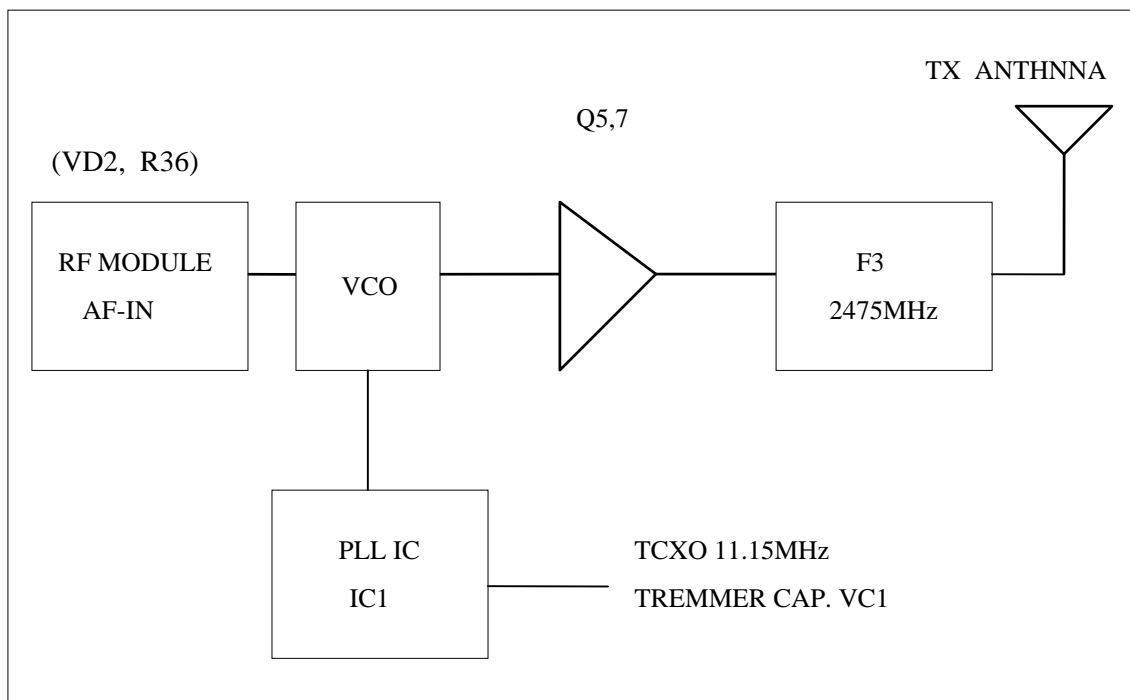 TX ANTHNNA
Q5,7
(VD2, R36)
RF MODULE
AF-IN
VCO
F3
2475MHz
PLL IC
IC1
TCXO 11.15MHz
TREMMER CAP. VC1